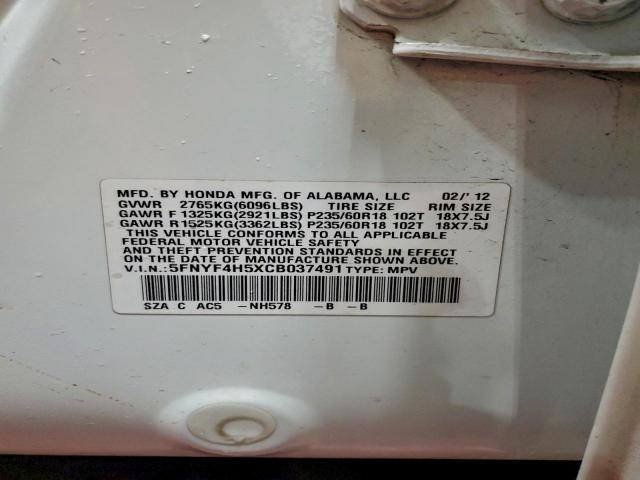 MFD. BY HONDA MFG. OF ALABAMA, LLC 02/' 12
GVWR 2765KG(6096LBS) TIRE SIZE RIM SIZE
GAWR F 1325KG(2921LBS) P235/60R18 102T 18X7.5J
GAWR R1525KG(3362LBS) P235/60R18 102T 18X7.5J
THIS VEHICLE CONFORMS TO ALL APPLICABLE
FEDERAL MOTOR VEHICLE SAFETY
AND THEFT PREVENTION STANDARDS IN EFFECT
ON THE DATE OF MANUFACTURE SHOWN ABOVE.
V.I.N.: 5FNYF4H5XCB037491 TYPE: MPV
SZA C AC5 -NH578 -B -B